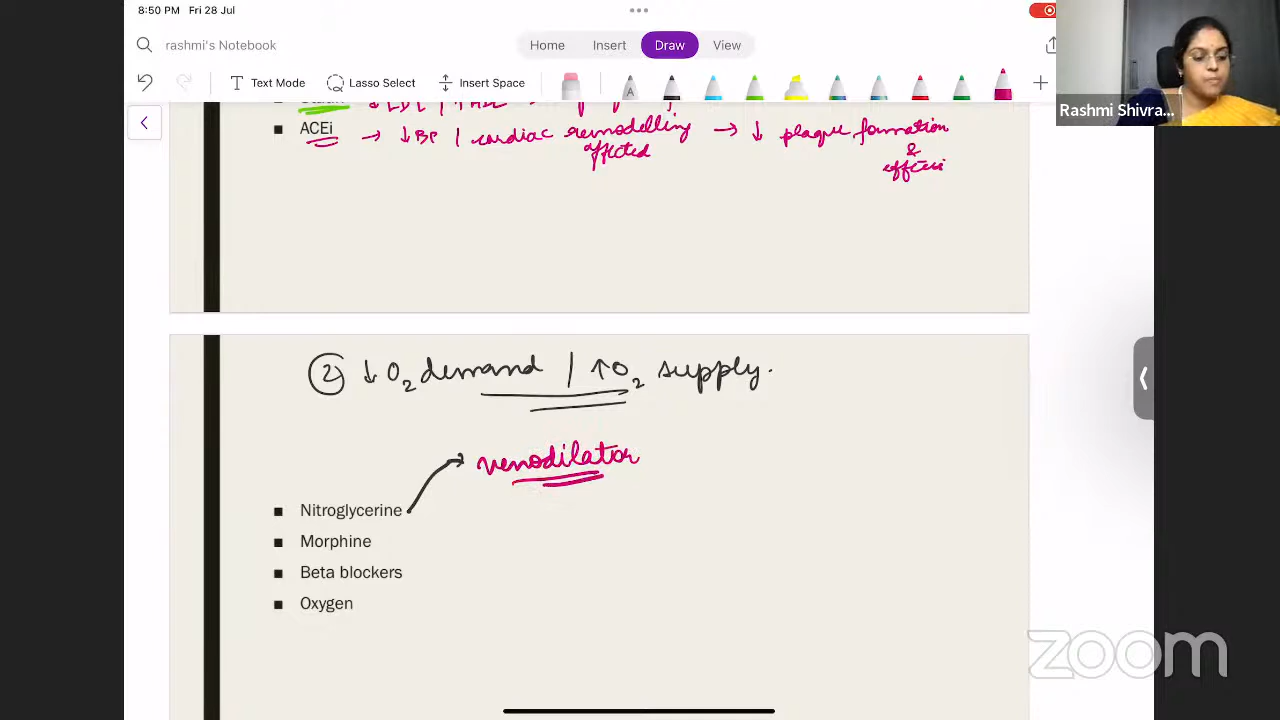 8:50 PM Fri 28 Jul
rashmi's Notebook
Home Insert Draw View
Text Mode Lasso Select Insert Space
A
Rashmi Shivra...
ACEi → ↓BP | cardiac remodelling → ↓ plaque formation
affected &
② ↓ O2 demand | ↑O2 supply.
venodilator
Nitroglycerine
Morphine
Beta blockers
Oxygen
zoom